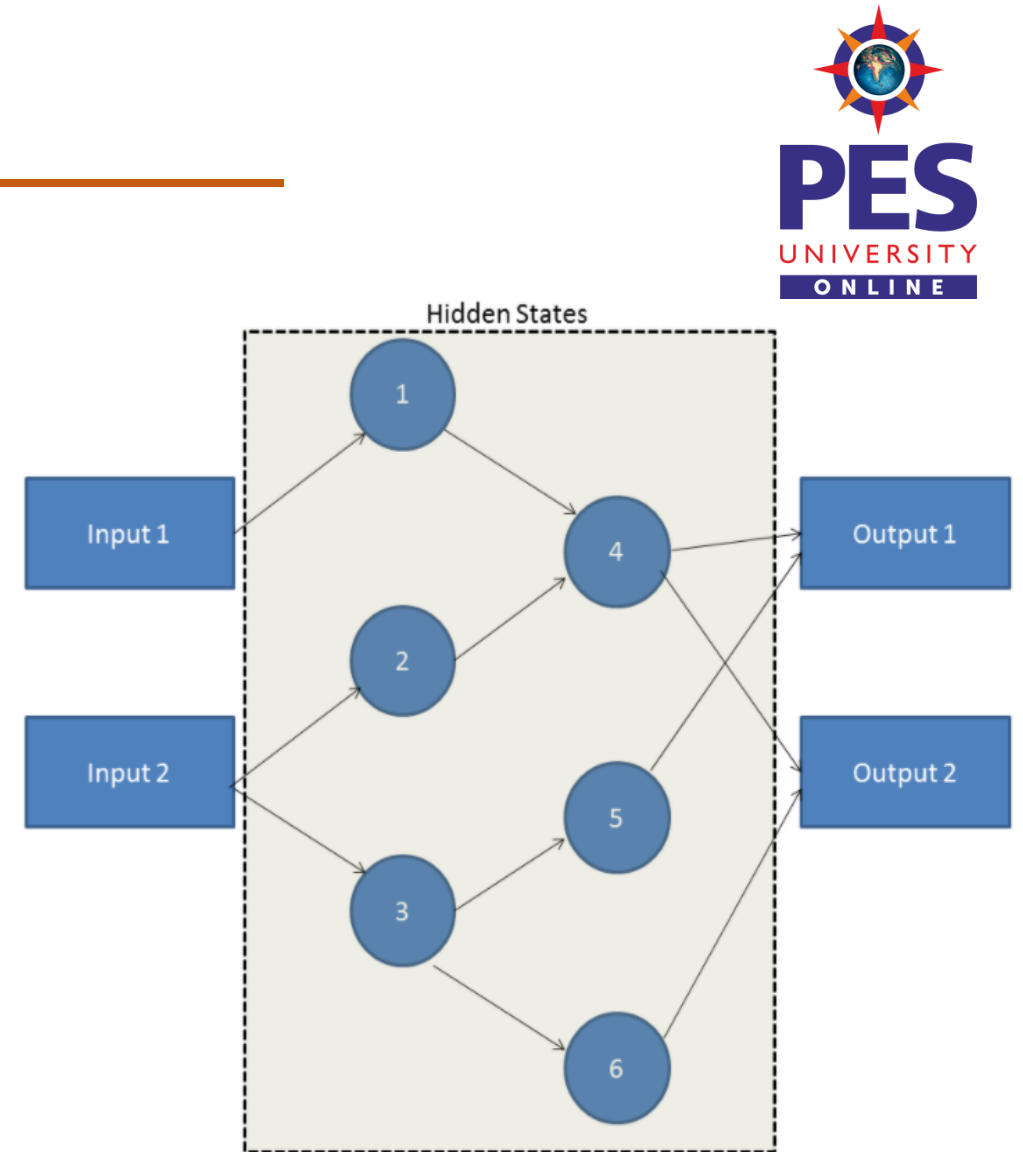 PES
UNIVERSITY
ONLINE
Hidden States
1
Input 1
4
Output 1
2
Input 2
Output 2
5
3
6